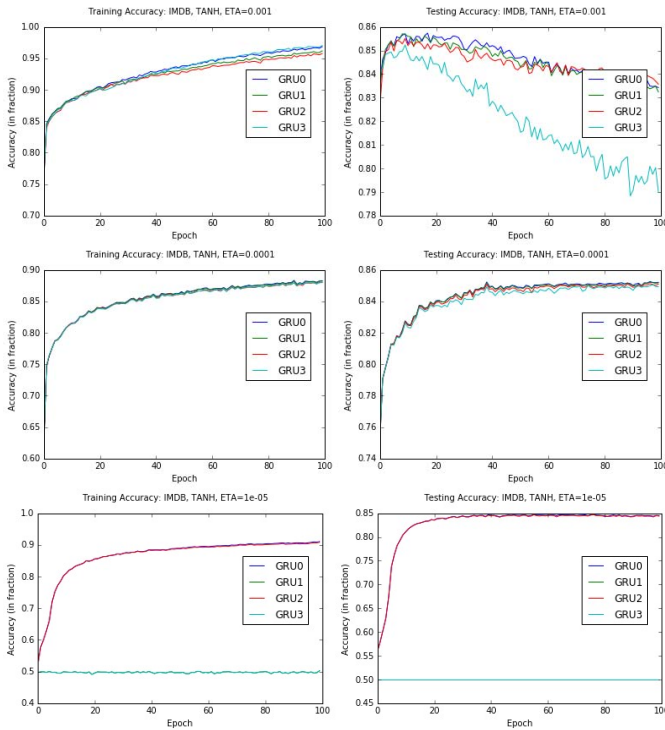 Training Accuracy: IMDB, TANH, ETA=0.001
Accuracy (in fraction)
1.00
0.95
0.90
0.85
0.80
0.75
0.70
0 20 40 60 80 100
Epoch
GRU0
GRU1
GRU2
GRU3
Testing Accuracy: IMDB, TANH, ETA=0.001
Accuracy (in fraction)
0.86
0.85
0.84
0.83
0.82
0.81
0.80
0.79
0.78
0 20 40 60 80 100
Epoch
GRU0
GRU1
GRU2
GRU3
Training Accuracy: IMDB, TANH, ETA=0.0001
Accuracy (in fraction)
0.90
0.85
0.80
0.75
0.70
0.65
0.60
0 20 40 60 80 100
Epoch
GRU0
GRU1
GRU2
GRU3
Testing Accuracy: IMDB, TANH, ETA=0.0001
Accuracy (in fraction)
0.86
0.84
0.82
0.80
0.78
0.76
0.74
0 20 40 60 80 100
Epoch
GRU0
GRU1
GRU2
GRU3
Training Accuracy: IMDB, TANH, ETA=1e-05
Accuracy (in fraction)
1.0
0.9
0.8
0.7
0.6
0.5
0.4
0 20 40 60 80 100
Epoch
GRU0
GRU1
GRU2
GRU3
Testing Accuracy: IMDB, TANH, ETA=1e-05
Accuracy (in fraction)
0.85
0.80
0.75
0.70
0.65
0.60
0.55
0.50
0.45
0 20 40 60 80 100
Epoch
GRU0
GRU1
GRU2
GRU3